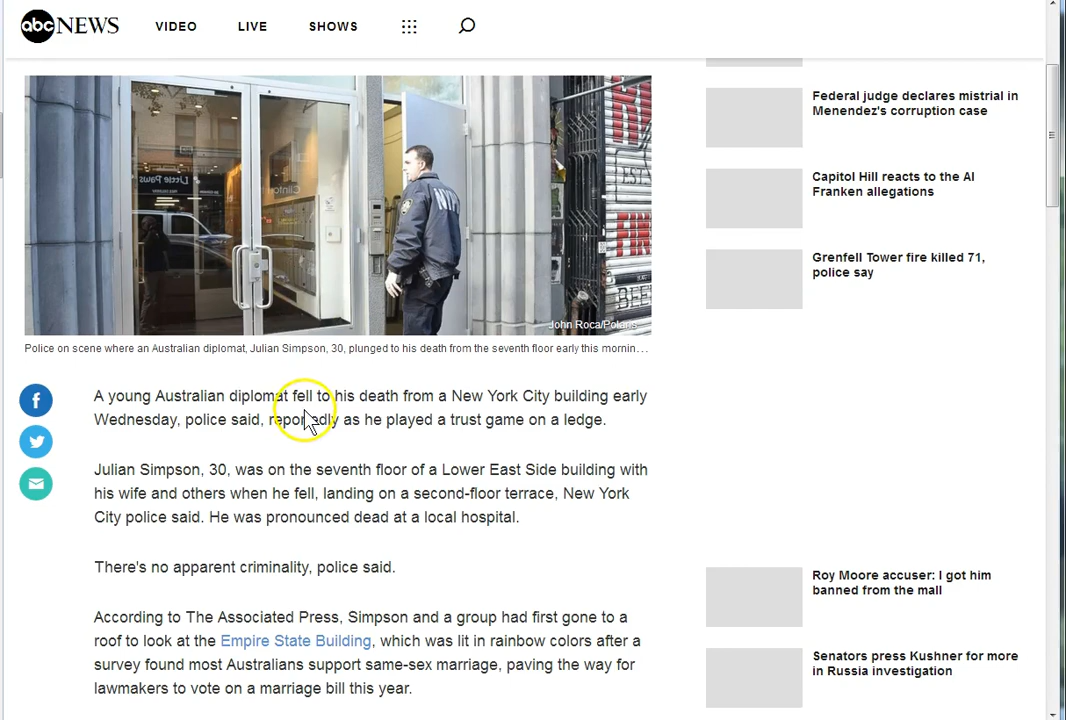 abc NEWS VIDEO LIVE SHOWS
NYPD
John Roca/Polaris
Police on scene where an Australian diplomat, Julian Simpson, 30, plunged to his death from the seventh floor early this mornin…
A young Australian diplomat fell to his death from a New York City building early
Wednesday, police said, reportedly as he played a trust game on a ledge.
Julian Simpson, 30, was on the seventh floor of a Lower East Side building with
his wife and others when he fell, landing on a second-floor terrace, New York
City police said. He was pronounced dead at a local hospital.
There's no apparent criminality, police said.
According to The Associated Press, Simpson and a group had first gone to a
roof to look at the Empire State Building, which was lit in rainbow colors after a
survey found most Australians support same-sex marriage, paving the way for
lawmakers to vote on a marriage bill this year.
Federal judge declares mistrial in
Menendez's corruption case
Capitol Hill reacts to the Al
Franken allegations
Grenfell Tower fire killed 71,
police say
Roy Moore accuser: I got him
banned from the mall
Senators press Kushner for more
in Russia investigation